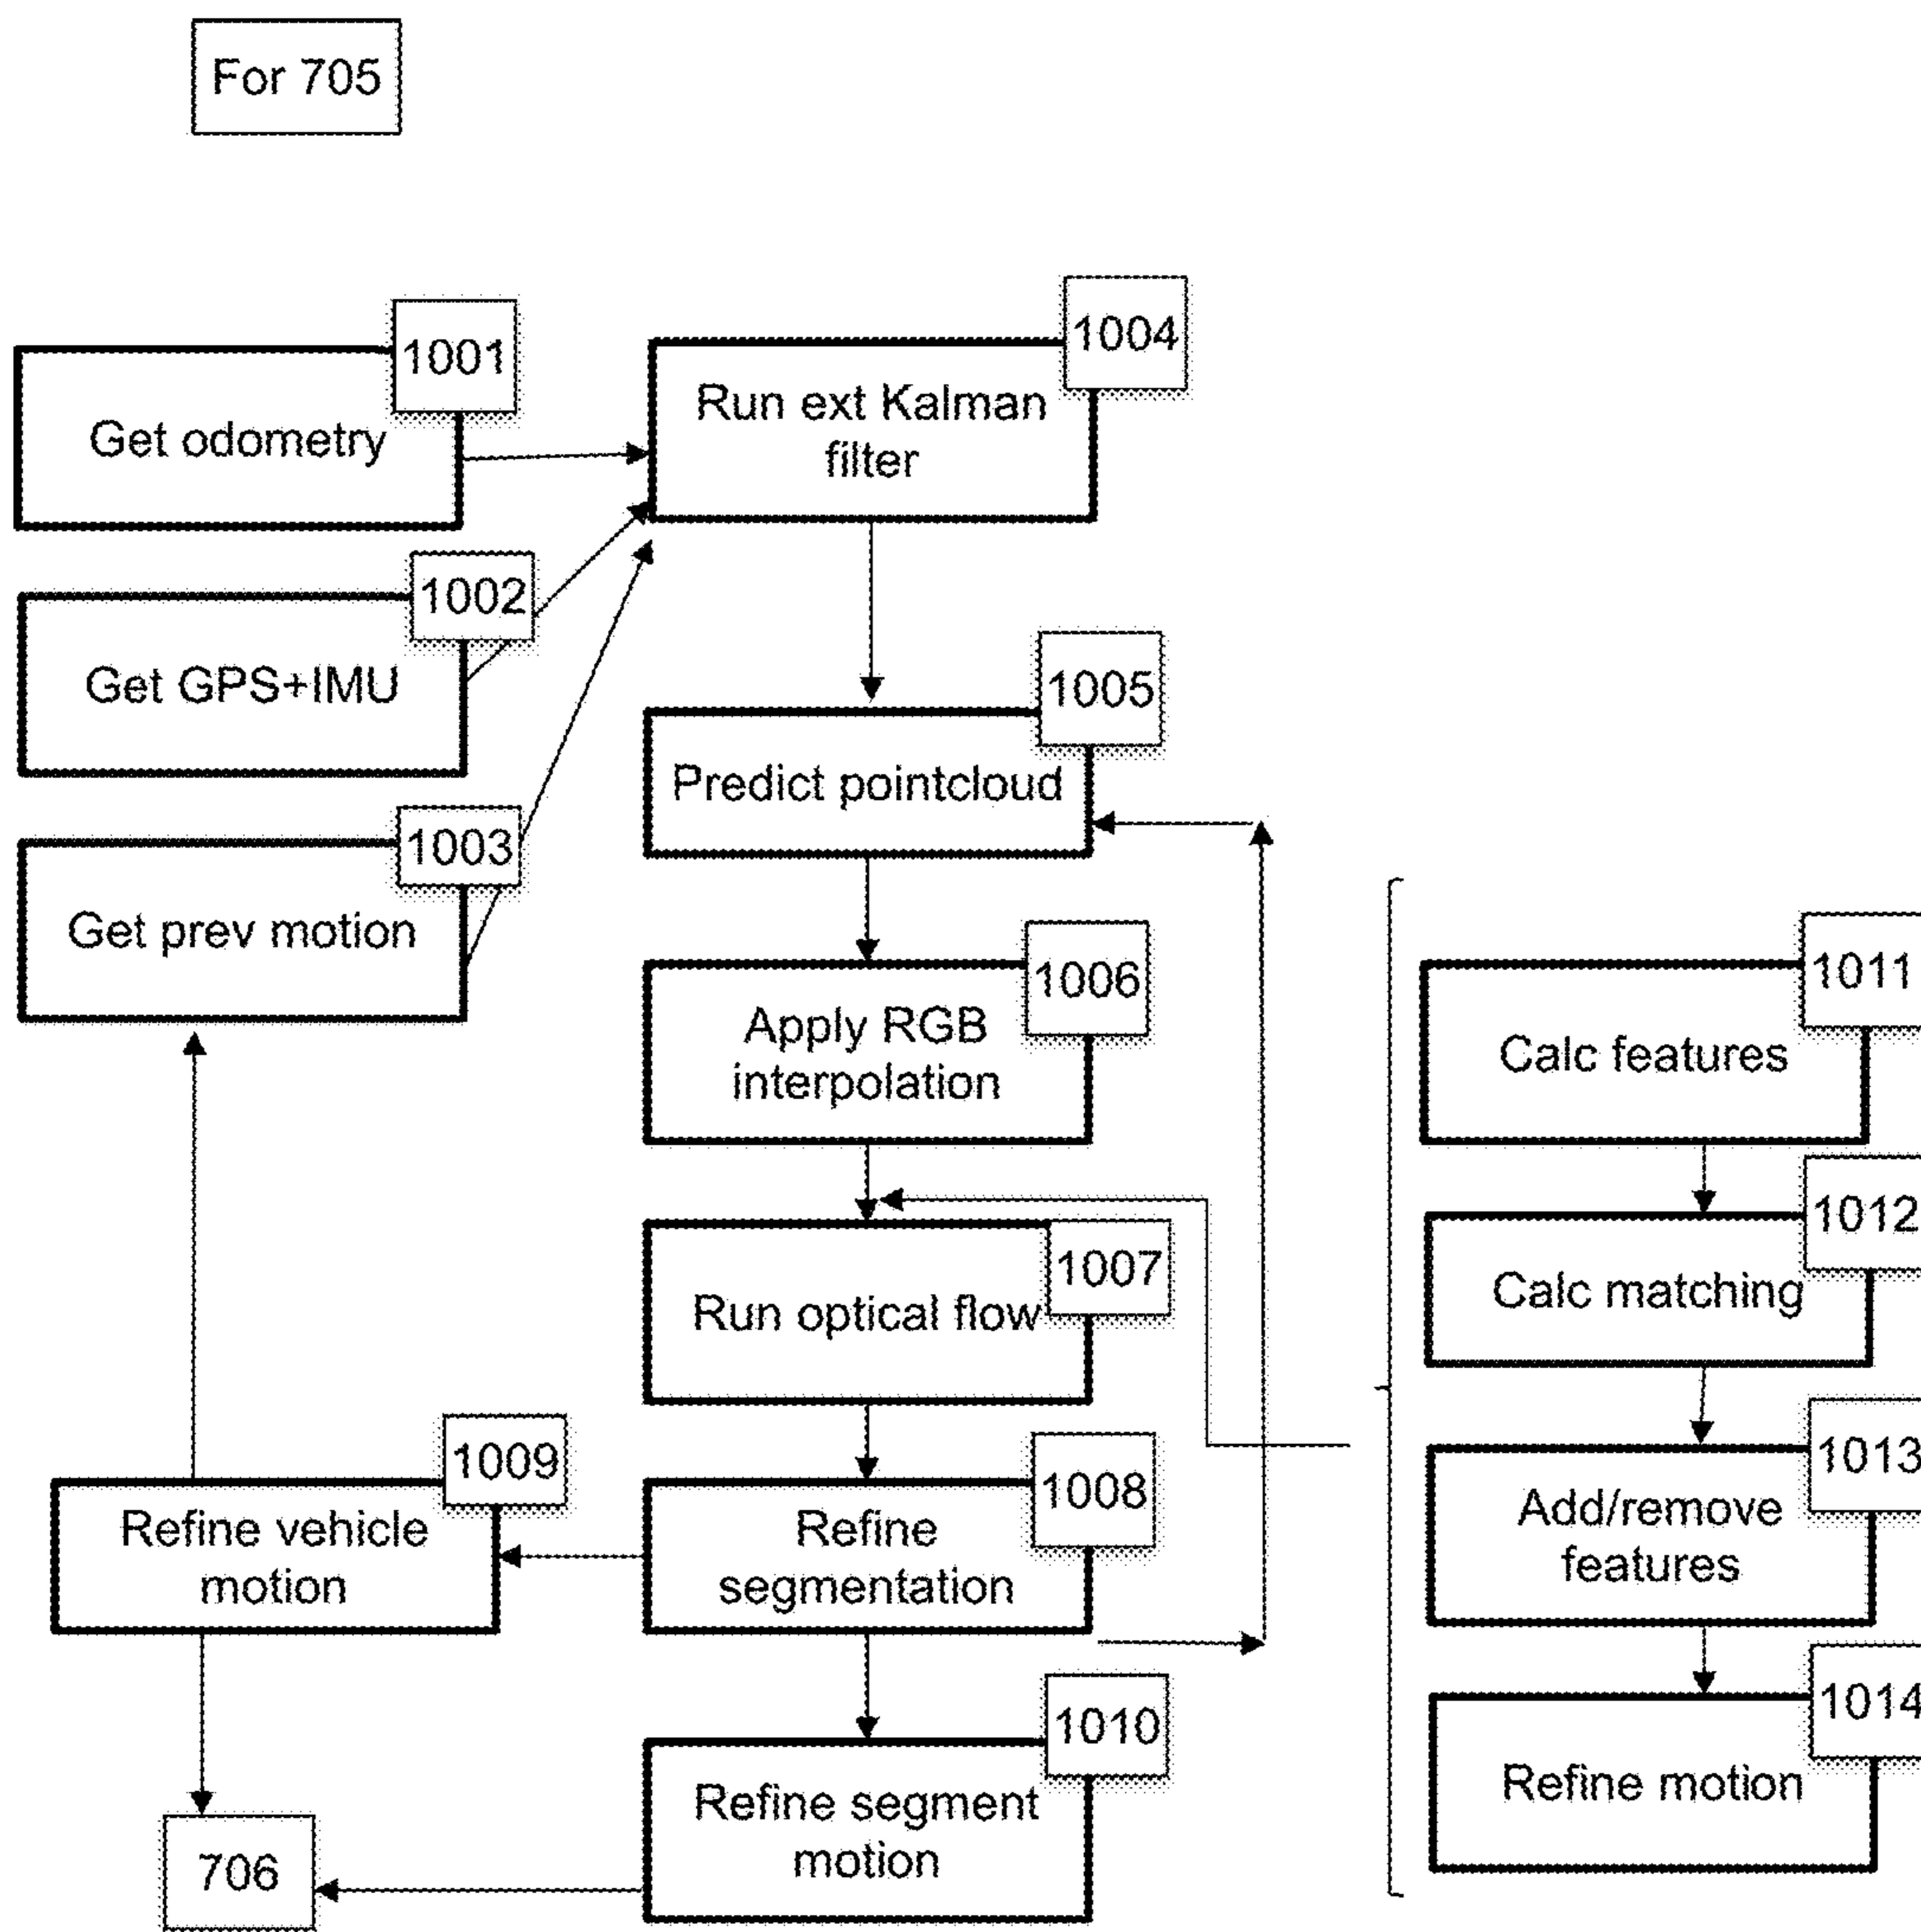 For 705
1001
Get odometry
1002
Get GPS+IMU
1003
Get prev motion
1004
Run ext Kalman
filter
1005
Predict pointcloud
1006
Apply RGB
interpolation
1007
Run optical flow
1008
Refine
segmentation
1009
Refine vehicle
motion
1010
Refine segment
motion
706
1011
Calc features
1012
Calc matching
1013
Add/remove
features
1014
Refine motion